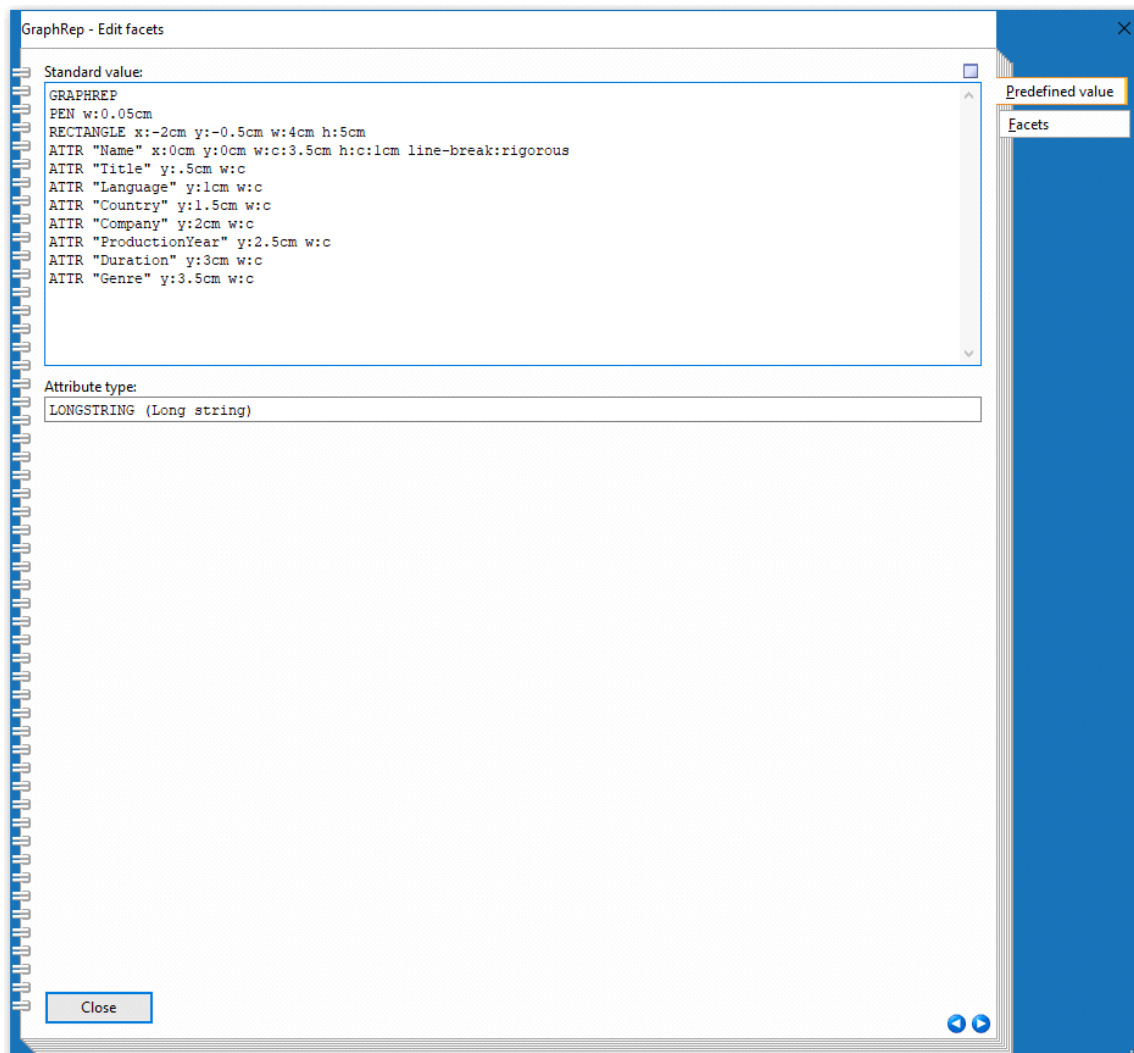 GraphRep - Edit facets
Standard value:
GRAPHREP
PEN w:0.05cm
RECTANGLE x:-2cm y:-0.5cm w:4cm h:5cm
ATTR "Name" x:0cm y:0cm w:c:3.5cm h:c:1cm line-break:rigorous
ATTR "Title" y:.5cm w:c
ATTR "Language" y:1cm w:c
ATTR "Country" y:1.5cm w:c
ATTR "Company" y:2cm w:c
ATTR "ProductionYear" y:2.5cm w:c
ATTR "Duration" y:3cm w:c
ATTR "Genre" y:3.5cm w:c
Attribute type:
LONGSTRING (Long string)
Predefined value
Facets
Close